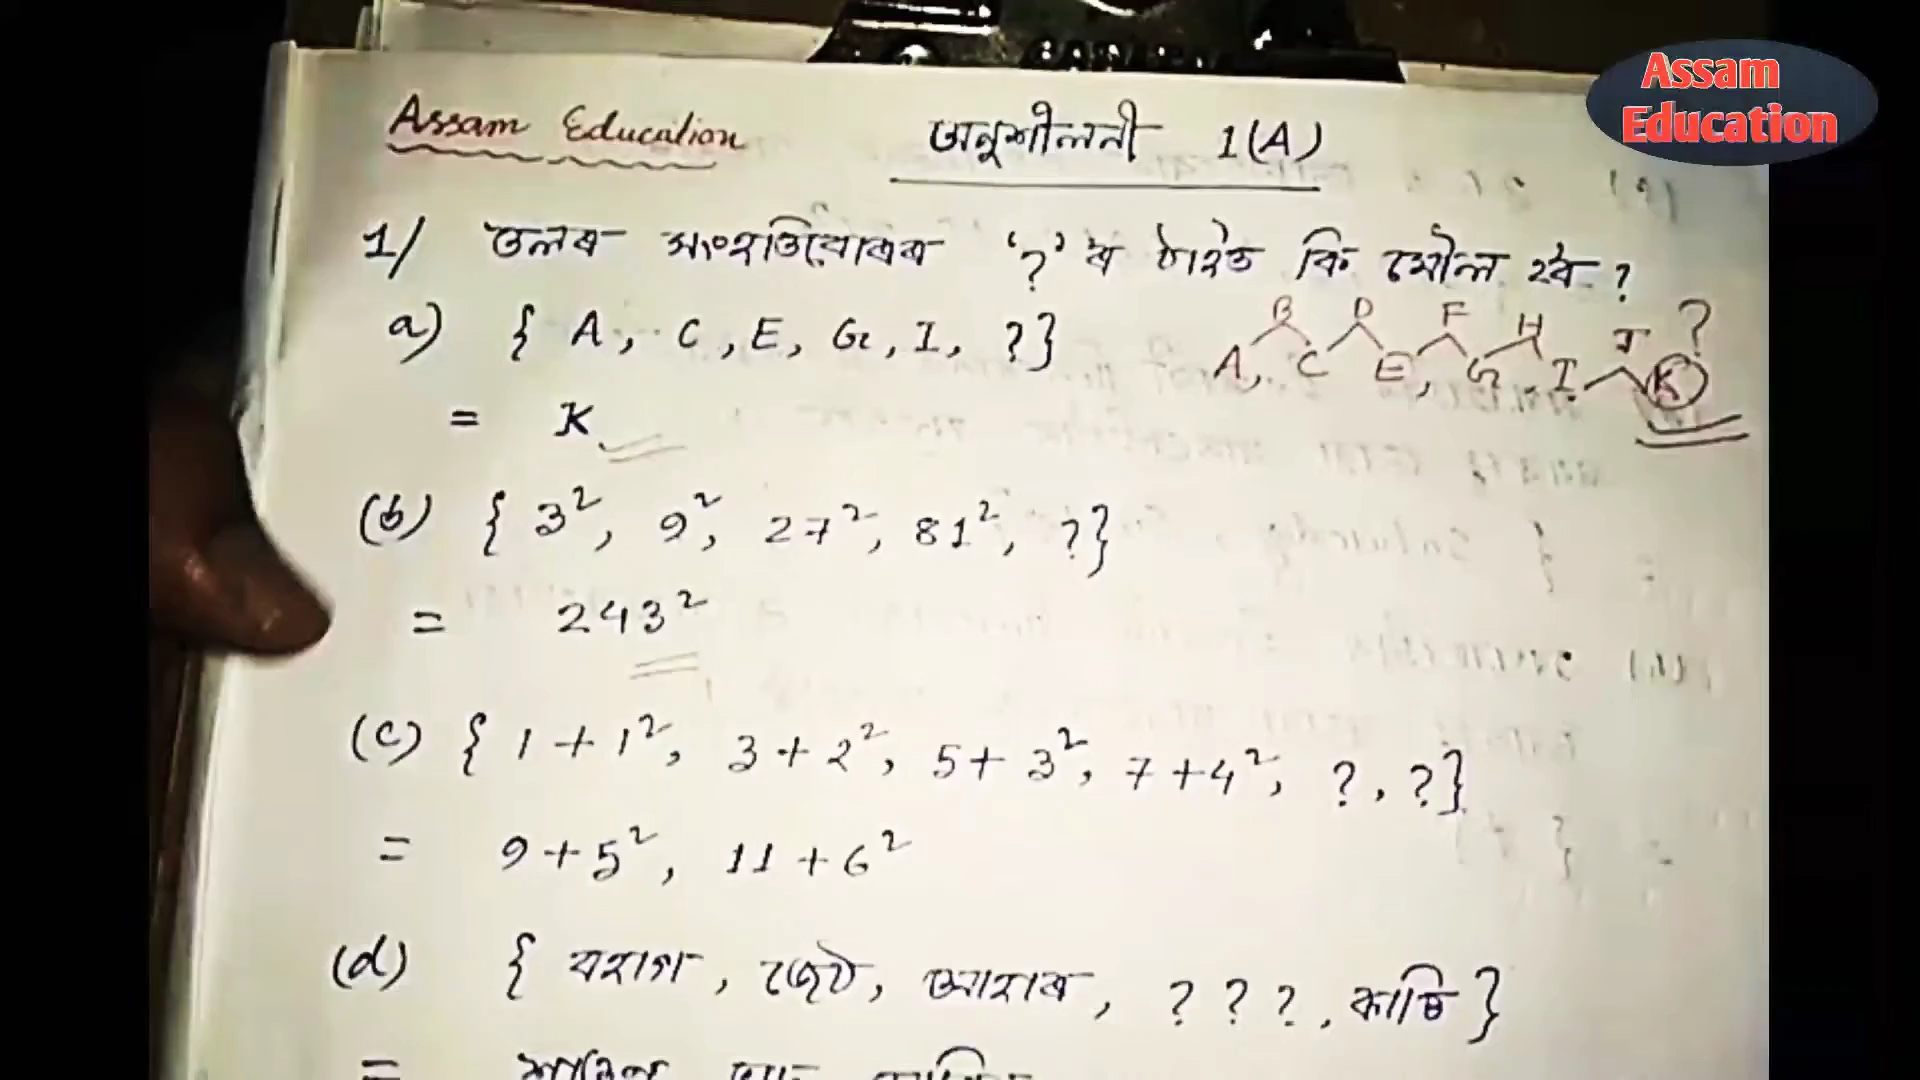 Assam
Education
Assam Education
অনুশীলনী 1(A)
1/ তলৰ সংহতিবোৰৰ '?' ৰ ঠাইত কি মৌল হ'ব ?
a) { A, C, E, G, I, ?}
B D F H J ?
A, C E, G, I K
= K
(b) { 3², 9², 27², 81², ?}
= 243²
(c) { 1+1², 3+2², 5+3², 7+4², ?, ?}
= 9+5², 11+6²
(d) { বহাগ, জেঠ, আহাৰ, ? ? ?, কাতি }
=